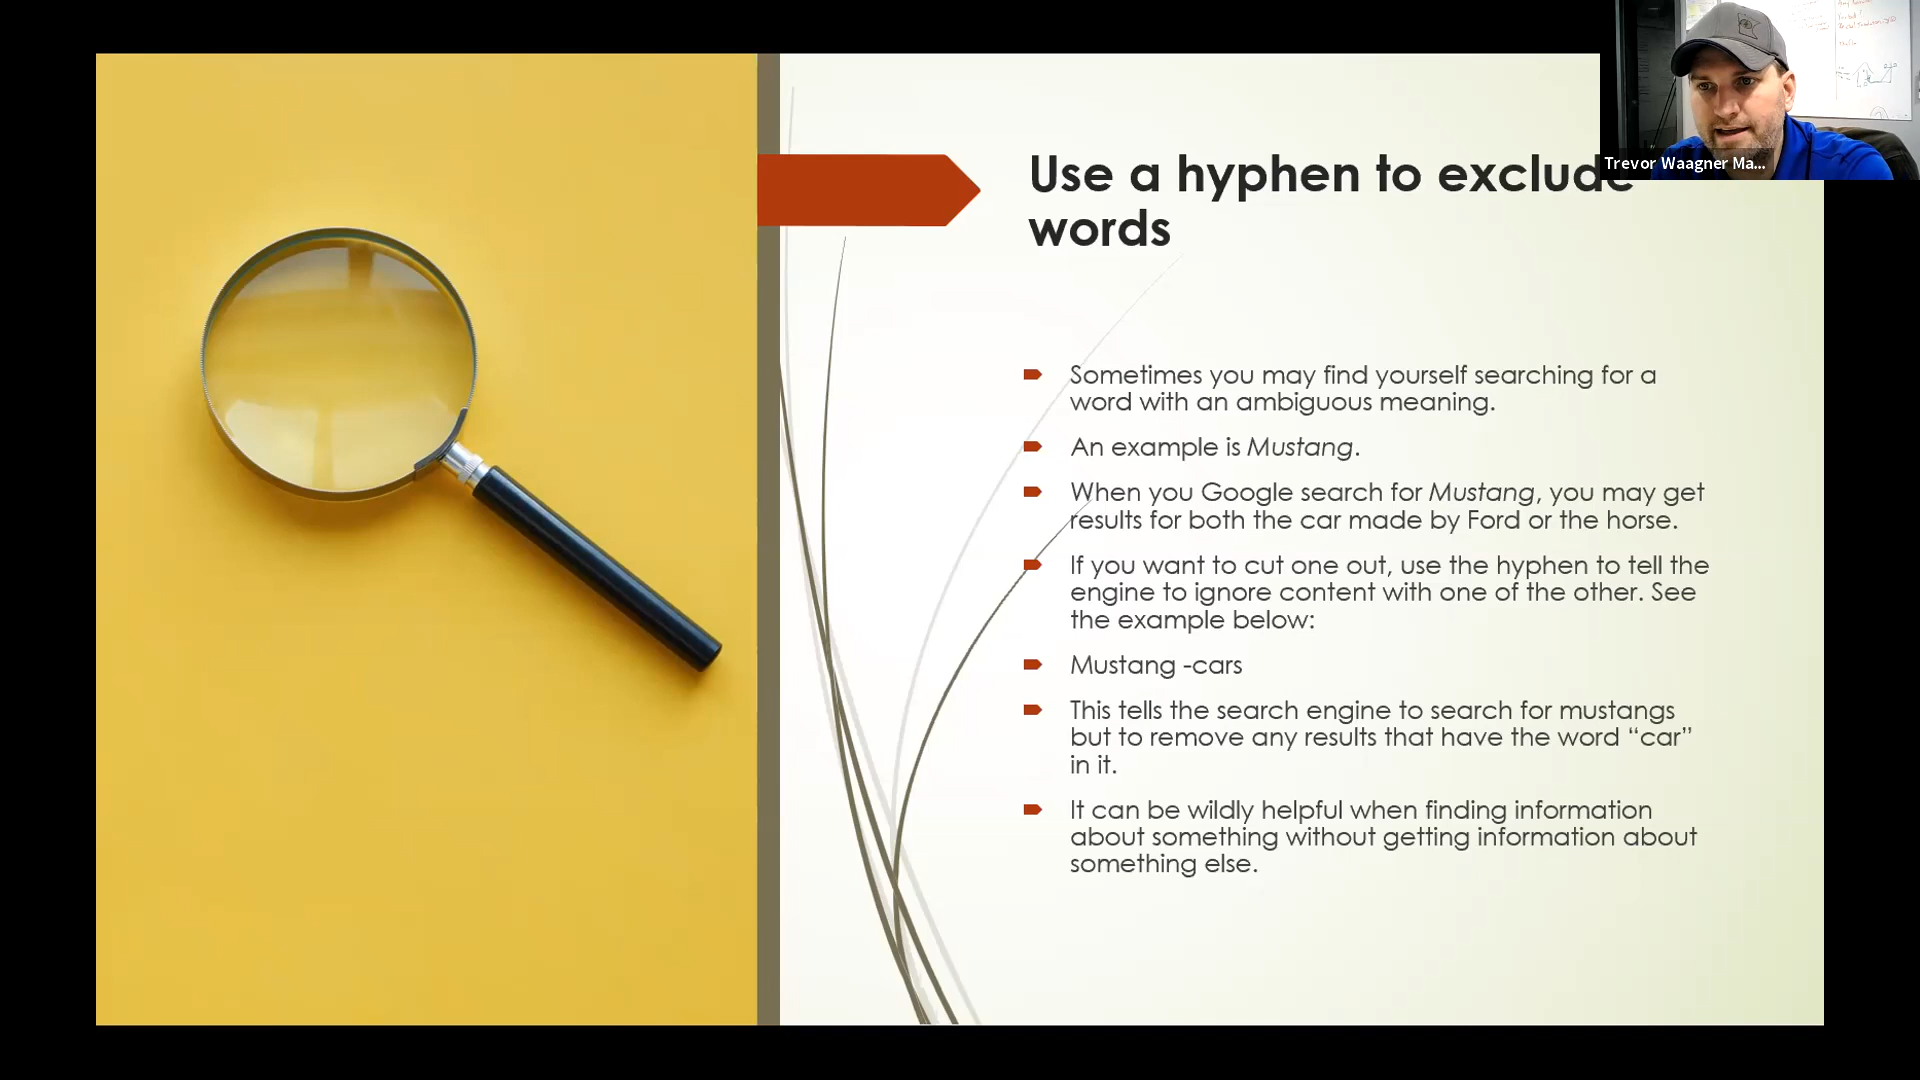 Use a hyphen to exclude
words
Trevor Waagner Ma...
Sometimes you may find yourself searching for a
word with an ambiguous meaning.
An example is Mustang.
When you Google search for Mustang, you may get
results for both the car made by Ford or the horse.
If you want to cut one out, use the hyphen to tell the
engine to ignore content with one of the other. See
the example below:
Mustang -cars
This tells the search engine to search for mustangs
but to remove any results that have the word “car”
in it.
It can be wildly helpful when finding information
about something without getting information about
something else.